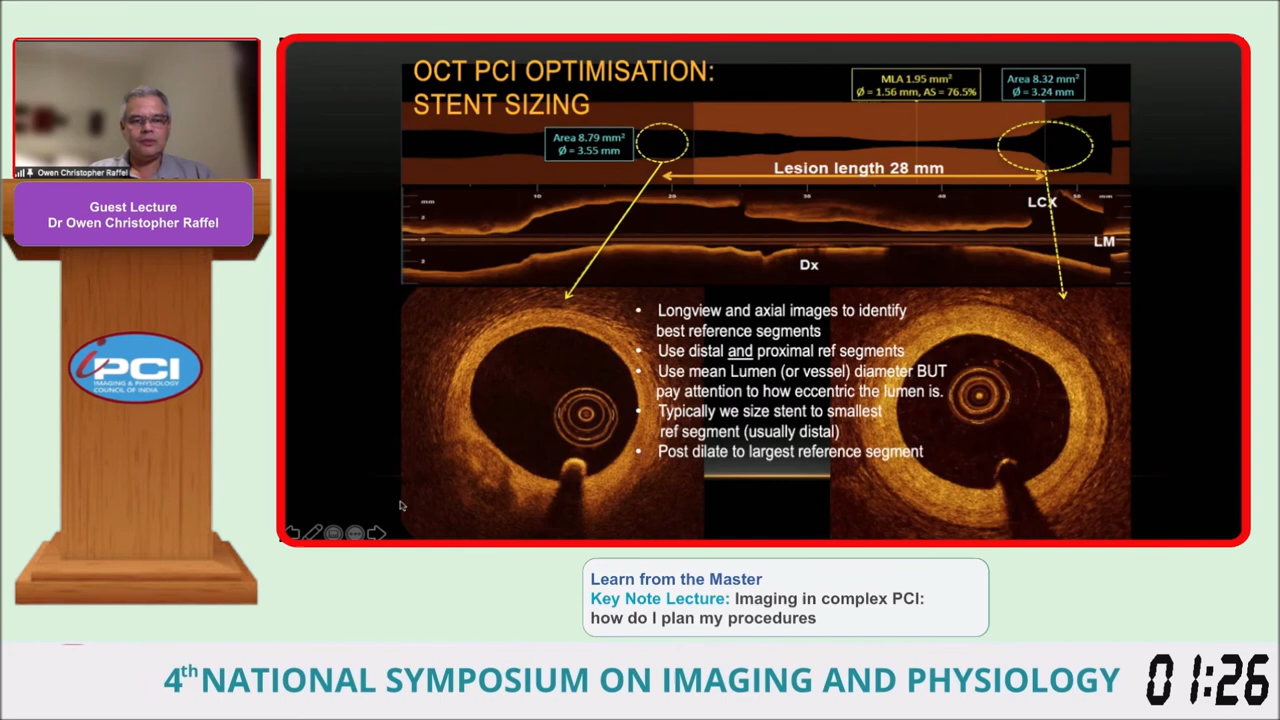 Owen Christopher Raffel
Guest Lecture
Dr Owen Christopher Raffel
iPCI
IMAGING & PHYSIOLOGY
COUNCIL OF INDIA
OCT PCI OPTIMISATION:
STENT SIZING
MLA 1.95 mm²
Ø = 1.56 mm, AS = 76.5%
Area 8.32 mm²
Ø = 3.24 mm
Area 8.79 mm²
Ø = 3.55 mm
Lesion length 28 mm
LCX
LM
Dx
• Longview and axial images to identify
best reference segments
• Use distal and proximal ref segments
• Use mean Lumen (or vessel) diameter BUT
pay attention to how eccentric the lumen is.
• Typically we size stent to smallest
ref segment (usually distal)
• Post dilate to largest reference segment
Learn from the Master
Key Note Lecture: Imaging in complex PCI:
how do I plan my procedures
4th NATIONAL SYMPOSIUM ON IMAGING AND PHYSIOLOGY
01:26